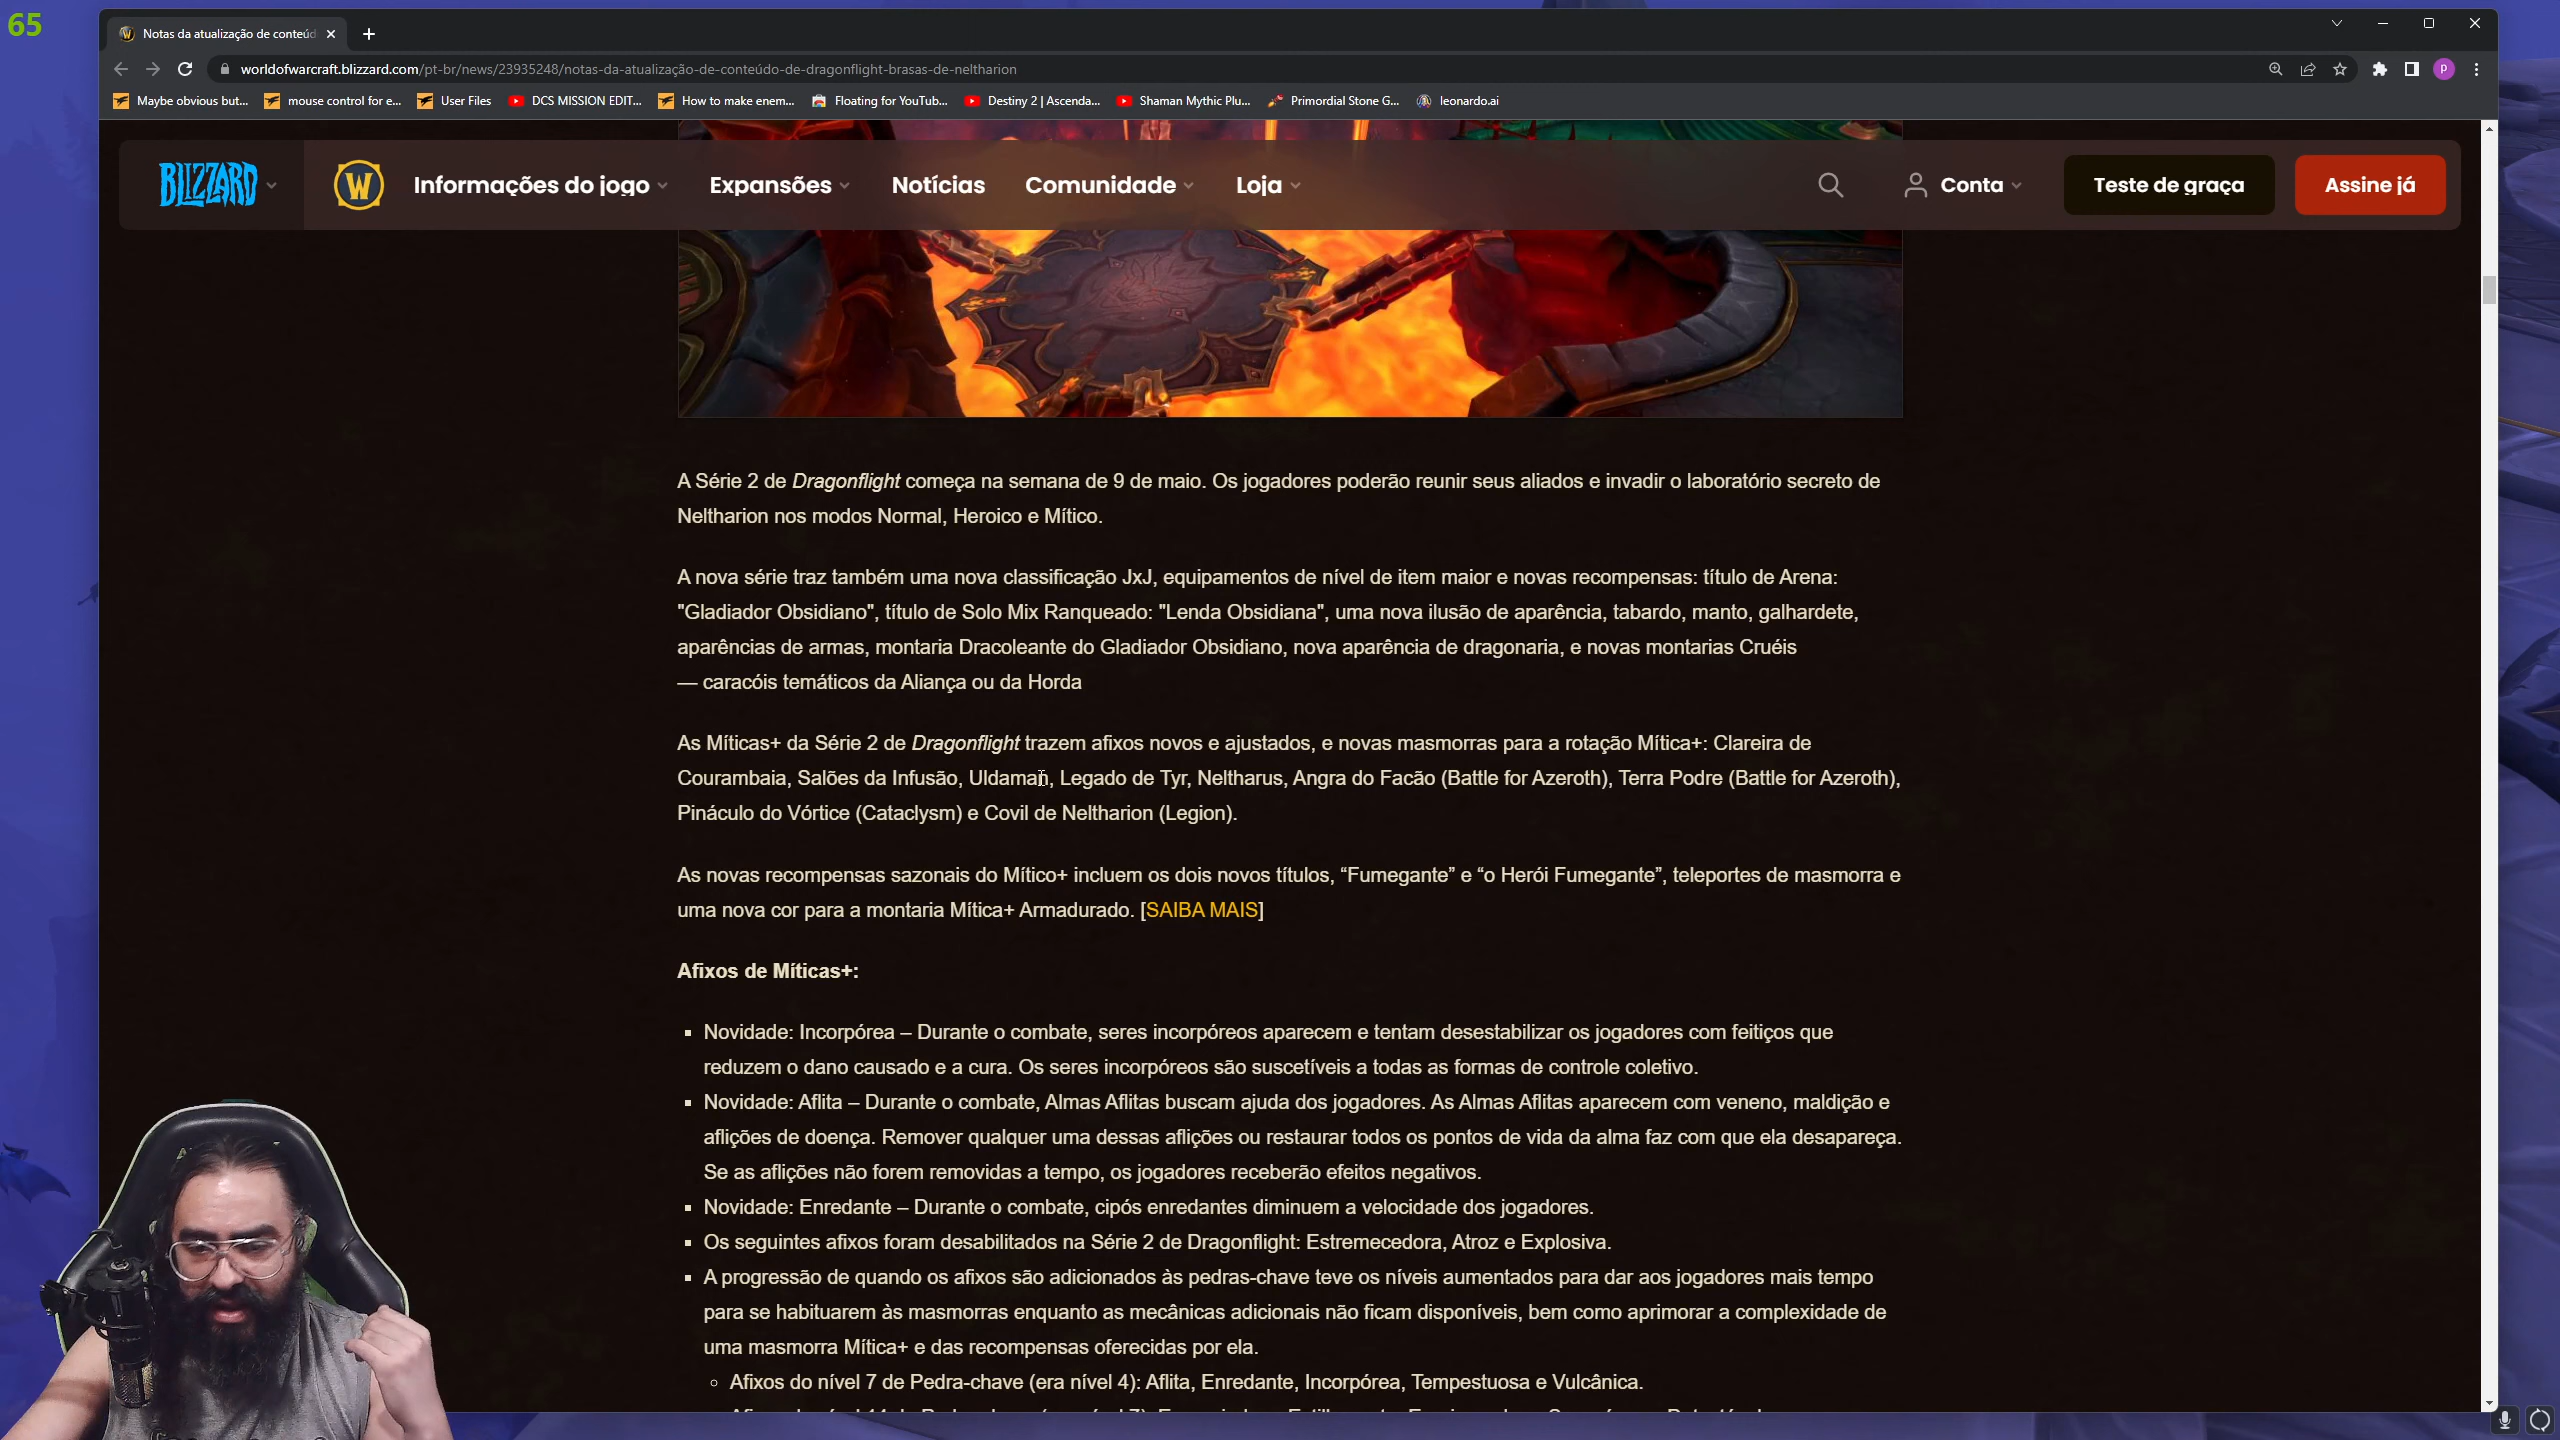 65
Notas da atualização de conteúd
worldofwarcraft.blizzard.com/pt-br/news/23935248/notas-da-atualização-de-conteúdo-de-dragonflight-brasas-de-neltharion
P
Maybe obvious but... mouse control for e... User Files DCS MISSION EDIT... How to make enem... Floating for YouTub... Destiny 2 | Ascenda... Shaman Mythic Plu... Primordial Stone G... leonardo.ai
BLIZZARD W Informações do jogo Expansões Notícias Comunidade Loja Conta Teste de graça Assine já
A Série 2 de Dragonflight começa na semana de 9 de maio. Os jogadores poderão reunir seus aliados e invadir o laboratório secreto de
Neltharion nos modos Normal, Heroico e Mítico.
A nova série traz também uma nova classificação JxJ, equipamentos de nível de item maior e novas recompensas: título de Arena:
"Gladiador Obsidiano", título de Solo Mix Ranqueado: "Lenda Obsidiana", uma nova ilusão de aparência, tabardo, manto, galhardete,
aparências de armas, montaria Dracoleante do Gladiador Obsidiano, nova aparência de dragonaria, e novas montarias Cruéis
— caracóis temáticos da Aliança ou da Horda
As Míticas+ da Série 2 de Dragonflight trazem afixos novos e ajustados, e novas masmorras para a rotação Mítica+: Clareira de
Courambaia, Salões da Infusão, Uldaman, Legado de Tyr, Neltharus, Angra do Facão (Battle for Azeroth), Terra Podre (Battle for Azeroth),
Pináculo do Vórtice (Cataclysm) e Covil de Neltharion (Legion).
As novas recompensas sazonais do Mítico+ incluem os dois novos títulos, “Fumegante” e “o Herói Fumegante”, teleportes de masmorra e
uma nova cor para a montaria Mítica+ Armadurado. [SAIBA MAIS]
Afixos de Míticas+:
▪ Novidade: Incorpórea – Durante o combate, seres incorpóreos aparecem e tentam desestabilizar os jogadores com feitiços que
reduzem o dano causado e a cura. Os seres incorpóreos são suscetíveis a todas as formas de controle coletivo.
▪ Novidade: Aflita – Durante o combate, Almas Aflitas buscam ajuda dos jogadores. As Almas Aflitas aparecem com veneno, maldição e
aflições de doença. Remover qualquer uma dessas aflições ou restaurar todos os pontos de vida da alma faz com que ela desapareça.
Se as aflições não forem removidas a tempo, os jogadores receberão efeitos negativos.
▪ Novidade: Enredante – Durante o combate, cipós enredantes diminuem a velocidade dos jogadores.
▪ Os seguintes afixos foram desabilitados na Série 2 de Dragonflight: Estremecedora, Atroz e Explosiva.
▪ A progressão de quando os afixos são adicionados às pedras-chave teve os níveis aumentados para dar aos jogadores mais tempo
para se habituarem às masmorras enquanto as mecânicas adicionais não ficam disponíveis, bem como aprimorar a complexidade de
uma masmorra Mítica+ e das recompensas oferecidas por ela.
○ Afixos do nível 7 de Pedra-chave (era nível 4): Aflita, Enredante, Incorpórea, Tempestuosa e Vulcânica.